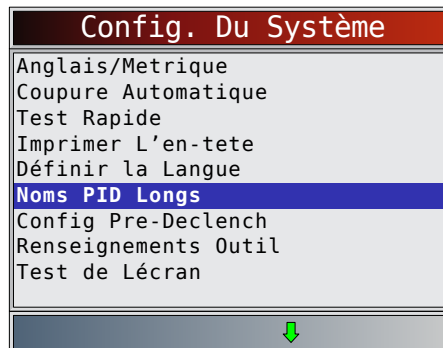 Config. Du Système
Anglais/Metrique
Coupure Automatique
Test Rapide
Imprimer L’en-tete
Définir la Langue
Noms PID Longs
Config Pre-Declench
Renseignements Outil
Test de Lécran